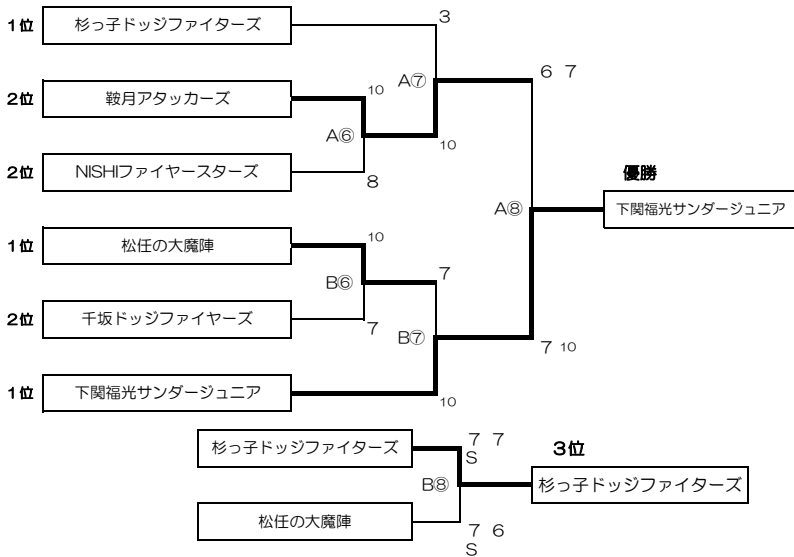 1位 杉っ子ドッジファイターズ 3
6 7
A⑦
2位 鞍月アタッカーズ 10
A⑥ 10
2位 NISHIファイヤースターズ 8
優勝
A⑧ 下関福光サンダージュニア
1位 松任の大魔陣 10
B⑥ 7
2位 千坂ドッジファイヤーズ 7
B⑦ 7 10
1位 下関福光サンダージュニア 10
杉っ子ドッジファイターズ 7 7 3位
S
B⑧ 杉っ子ドッジファイターズ
松任の大魔陣 7 6
S